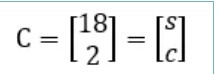 C = [18 2] = [s c]